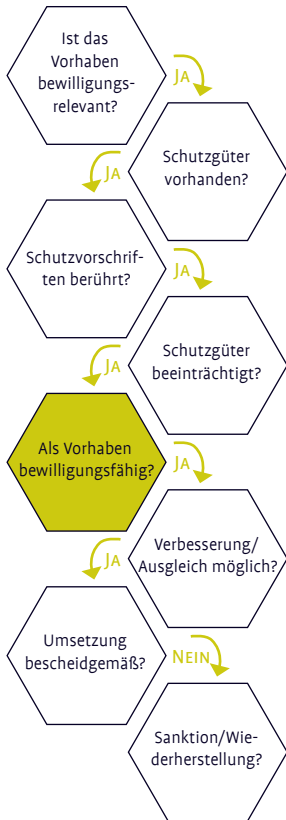 Ist das
Vorhaben
bewilligungs-
relevant?
Ja
Schutzgüter
vorhanden?
Ja
Schutzvorschrif-
ten berührt?
Ja
Schutzgüter
beeinträchtigt?
Ja
Als Vorhaben
bewilligungsfähig?
Ja
Verbesserung/
Ausgleich möglich?
Ja
Umsetzung
bescheidgemäß?
Nein
Sanktion/Wie-
derherstellung?